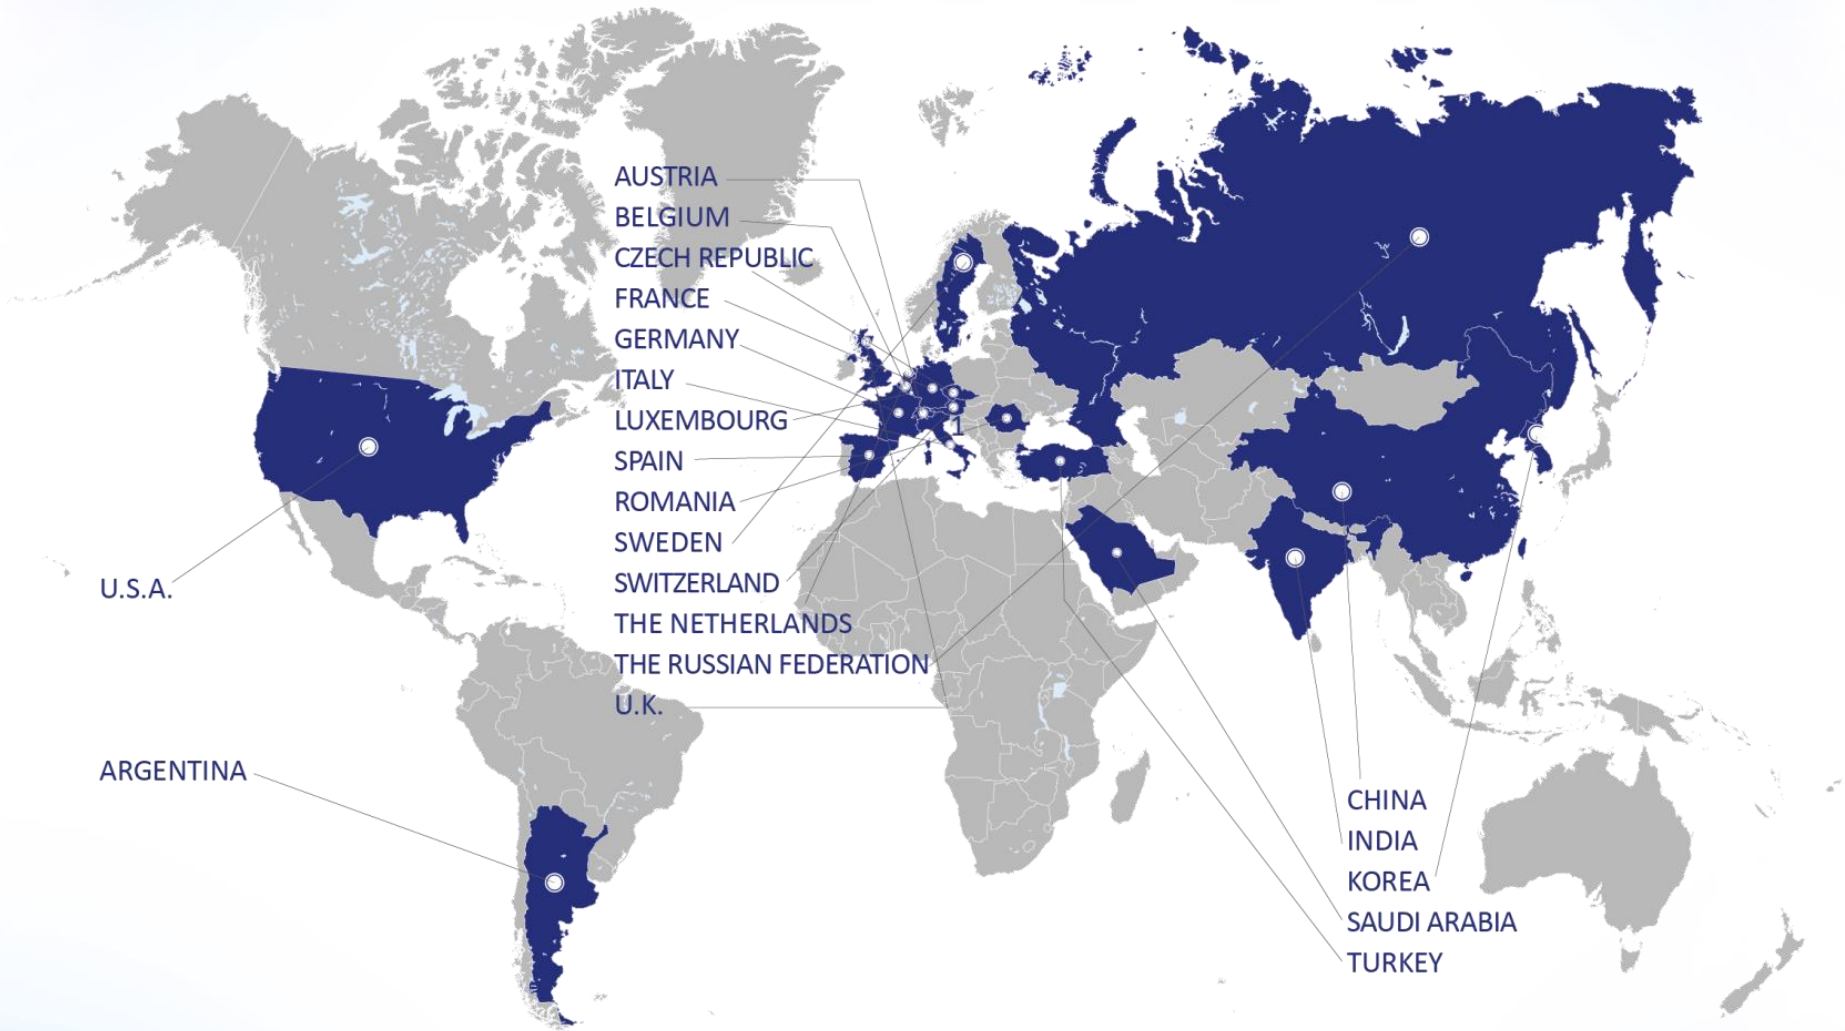 AUSTRIA
BELGIUM
CZECH REPUBLIC
FRANCE
GERMANY
ITALY
LUXEMBOURG
SPAIN
ROMANIA
SWEDEN
SWITZERLAND
THE NETHERLANDS
THE RUSSIAN FEDERATION
U.K.
1
U.S.A.
ARGENTINA
CHINA
INDIA
KOREA
SAUDI ARABIA
TURKEY